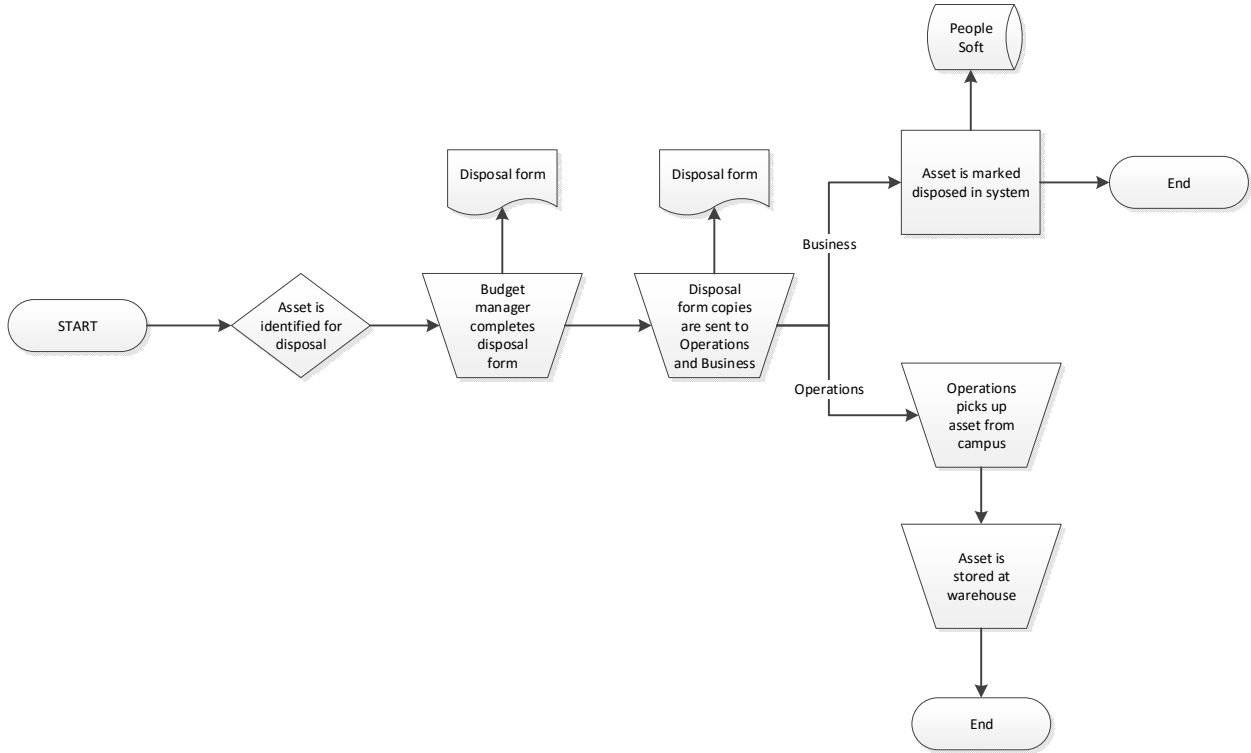 People
Soft
Disposal form
Disposal form
Asset is marked
disposed in system
End
Business
START
Asset is
identified for
disposal
Budget
manager
completes
disposal
form
Disposal
form copies
are sent to
Operations
and Business
Operations
Operations
picks up
asset from
campus
Asset is
stored at
warehouse
End